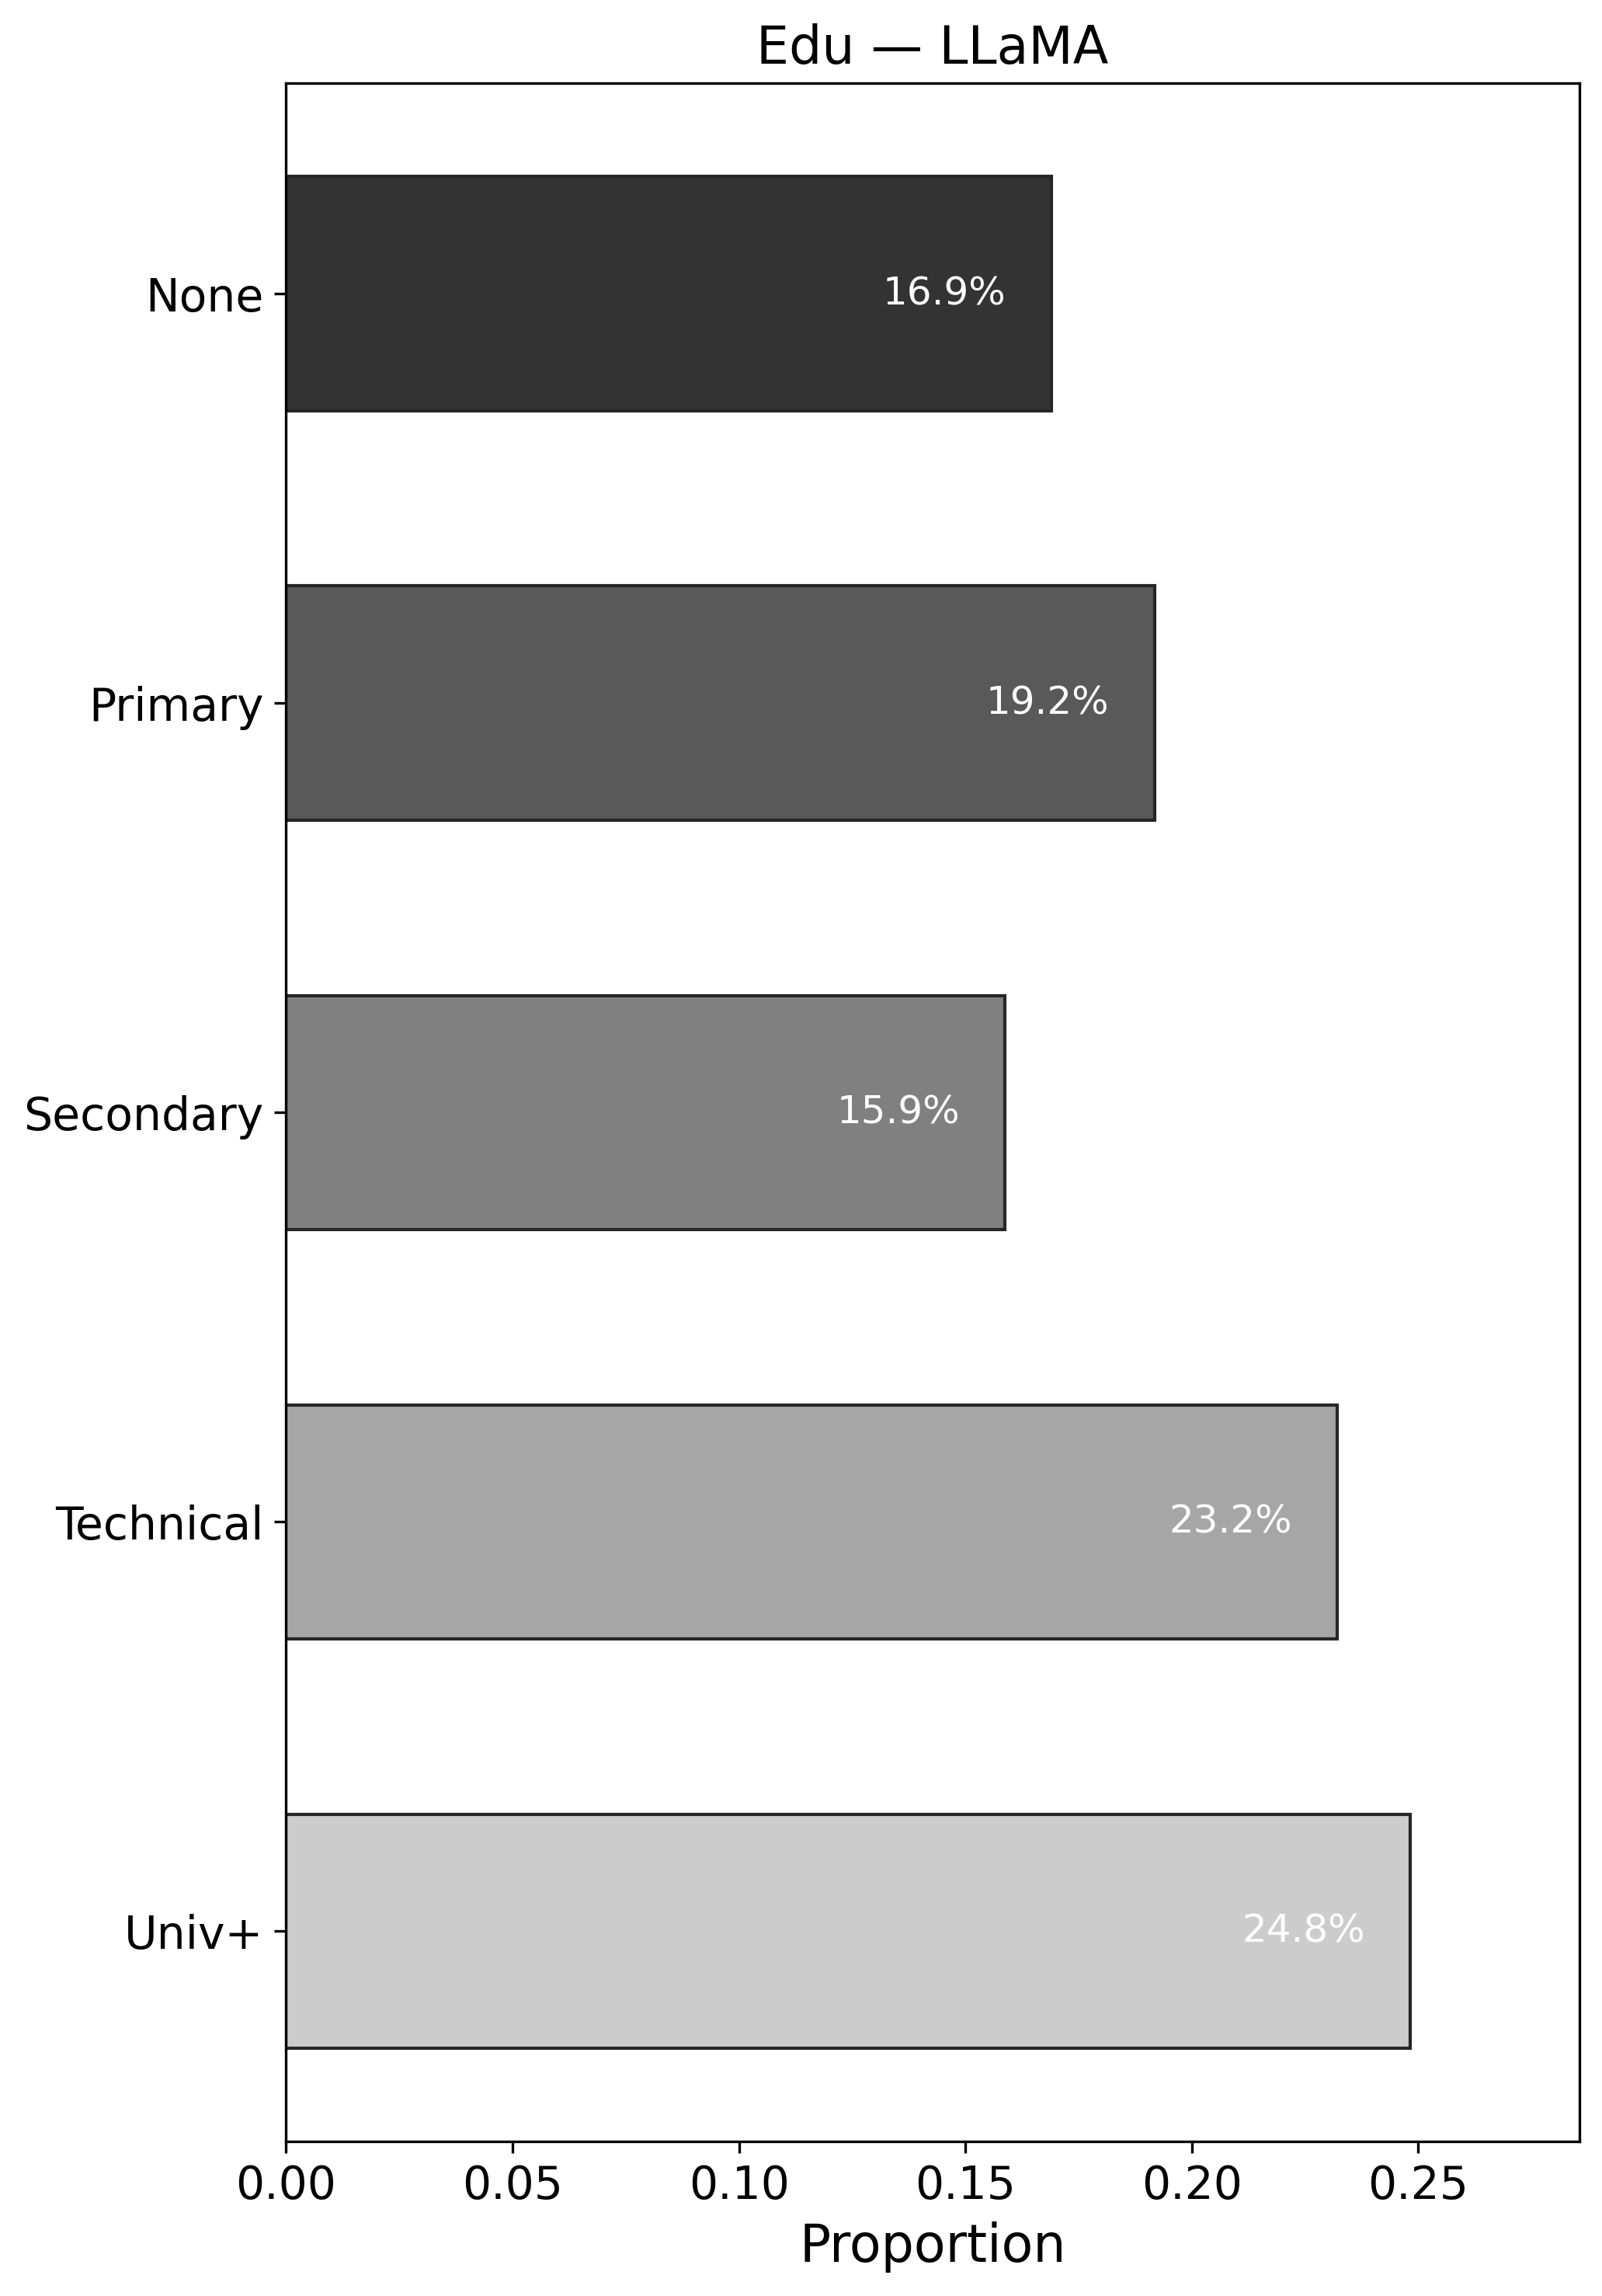 Edu — LLaMA
None
16.9%
Primary
19.2%
Secondary
15.9%
Technical
23.2%
Univ+
24.8%
0.00 0.05 0.10 0.15 0.20 0.25
Proportion